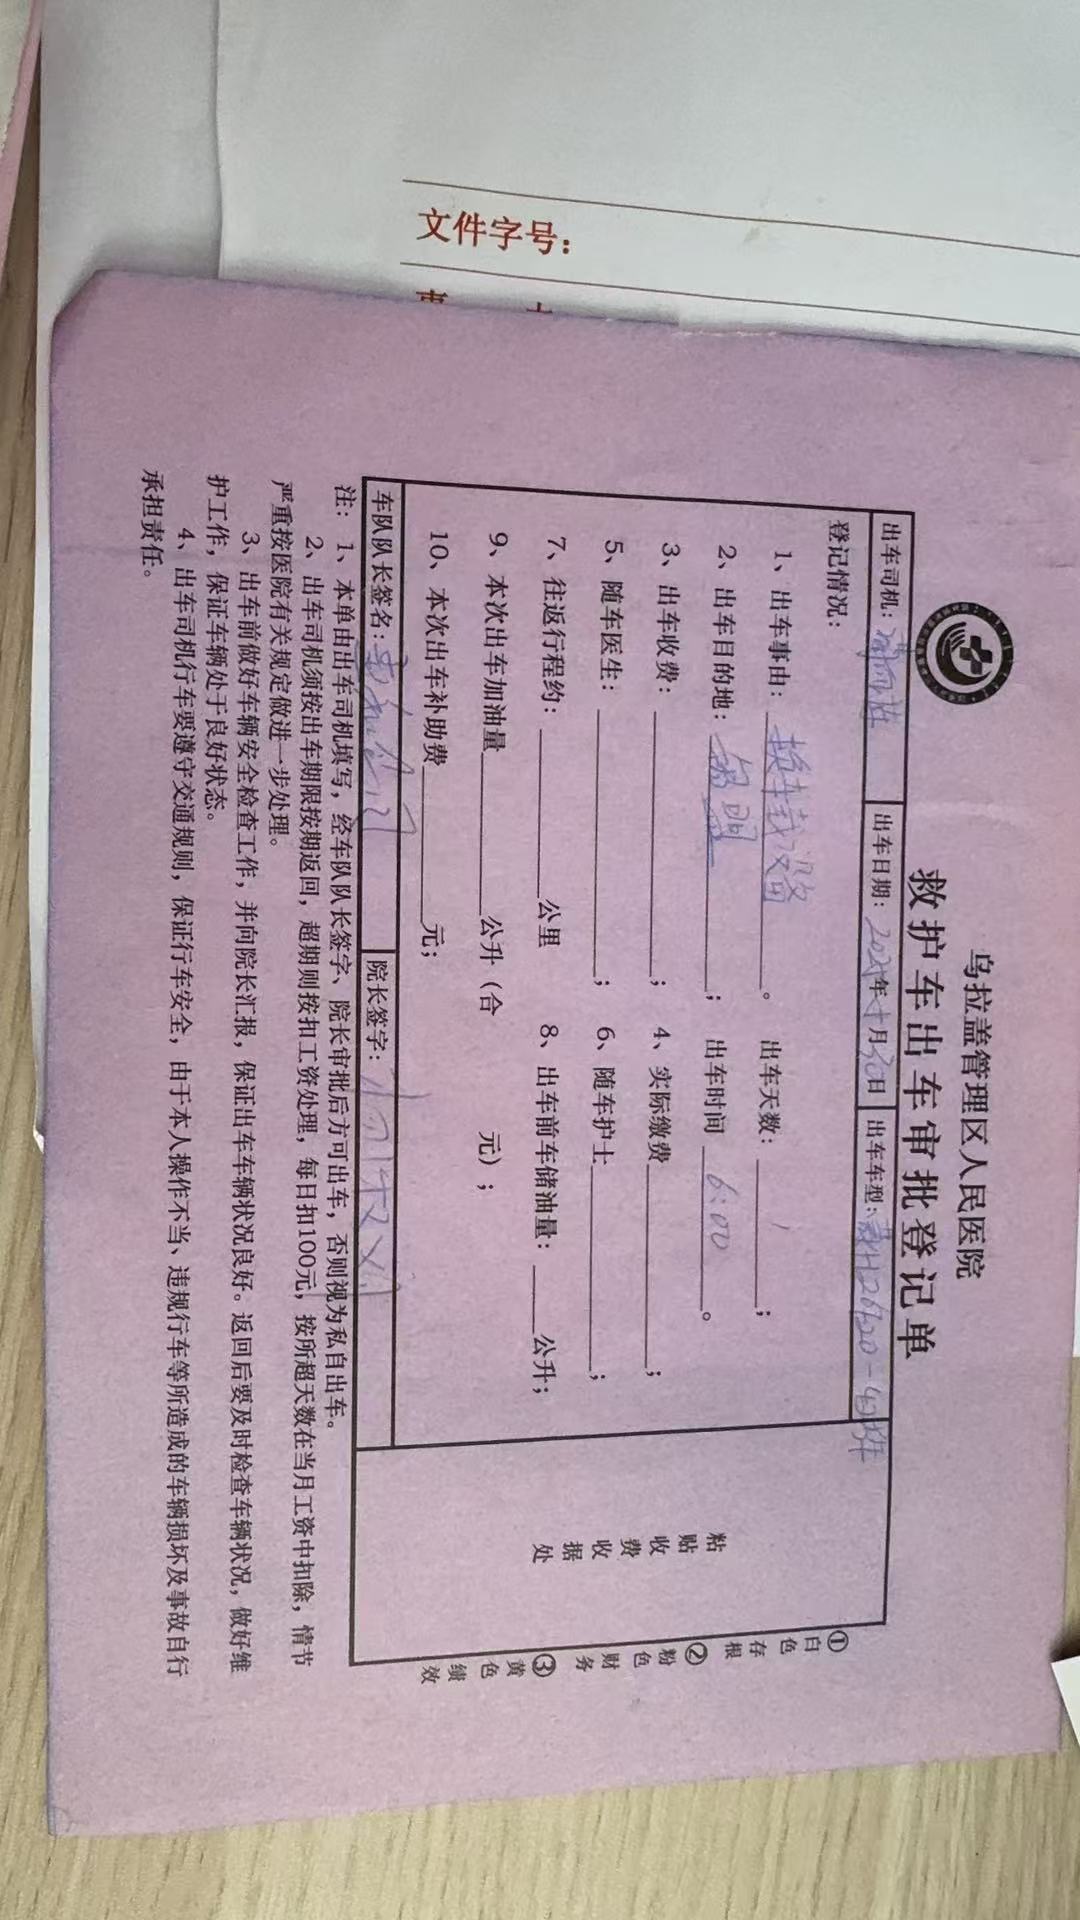 文件字号:
乌拉盖管理区人民医院
救护车出车审批登记单
出车司机: 出车日期: 年十月30日 出车车型:
登记情况:
1、出车事由: 换车载设备。 出车天数: 1;
2、出车目的地: 锡盟; 出车时间 6:00。
3、出车收费: ; 4、实际缴费 ;
5、随车医生: ; 6、随车护士 ;
7、往返行程约: 公里 8、出车前车储油量: 公升;
9、本次出车加油量 公升(合 元);
10、本次出车补助费 元;
粘贴收费收据处
车队队长签名: 院长签字:
注: 1、本单由出车司机填写,经车队队长签字、院长审批后方可出车,否则视为私自出车。
2、出车司机须按出车期限按期返回,超期则按扣工资处理,每日扣100元,按所超天数在当月工资中扣除,情节
严重按医院有关规定做进一步处理。
3、出车前做好车辆安全检查工作,并向院长汇报,保证出车车辆状况良好。返回后要及时检查车辆状况,做好维
护工作,保证车辆处于良好状态。
4、出车司机行车要遵守交通规则,保证行车安全,由于本人操作不当、违规行车等所造成的车辆损坏及事故自行
承担责任。
①白色存根 ②粉色财务 ③黄色绩效